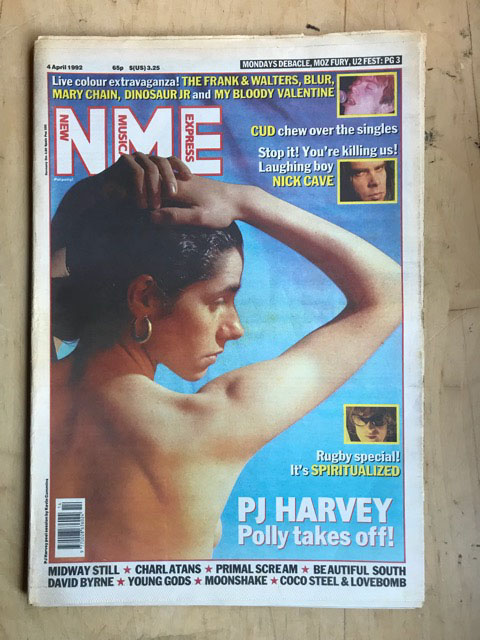 4 April 1992 65p $(US) 3.25
MONDAYS DEBACLE, MOZ FURY, U2 FEST: PG 3
Live colour extravaganza! THE FRANK & WALTERS, BLUR,
MARY CHAIN, DINOSAUR JR and MY BLOODY VALENTINE
NEW MUSICAL EXPRESS
NME
CUD chew over the singles
Stop it! You're killing us!
Laughing boy
NICK CAVE
Rugby special!
It's SPIRITUALIZED
PJ HARVEY
Polly takes off!
MIDWAY STILL ★ CHARLATANS ★ PRIMAL SCREAM ★ BEAUTIFUL SOUTH
DAVID BYRNE ★ YOUNG GODS ★ MOONSHAKE ★ COCO STEEL & LOVEBOMB